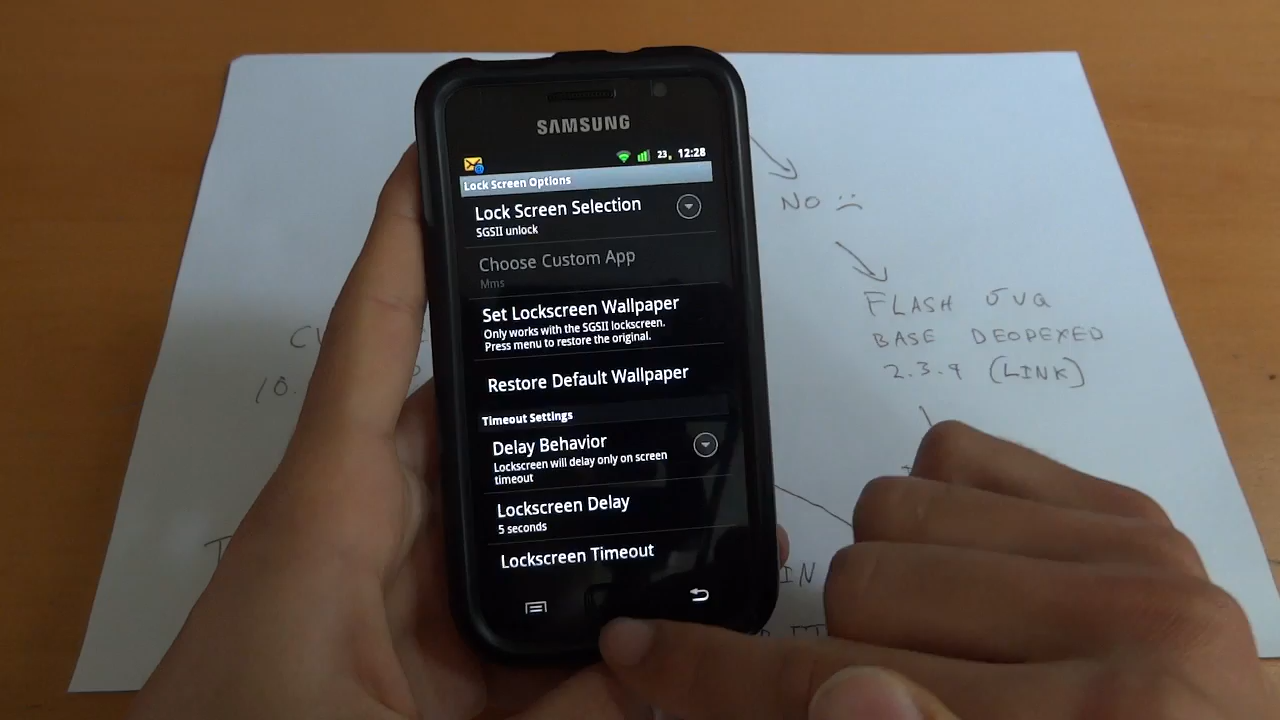 SAMSUNG
23 12:28
Lock Screen Options
Lock Screen Selection
SGSII unlock
Choose Custom App
Mms
Set Lockscreen Wallpaper
Only works with the SGSII lockscreen.
Press menu to restore the original.
Restore Default Wallpaper
Timeout Settings
Delay Behavior
Lockscreen will delay only on screen
timeout
Lockscreen Delay
5 seconds
Lockscreen Timeout
NO
FLASH JVQ
BASE DEOPEXED
2.3.4 (LINK)
10.